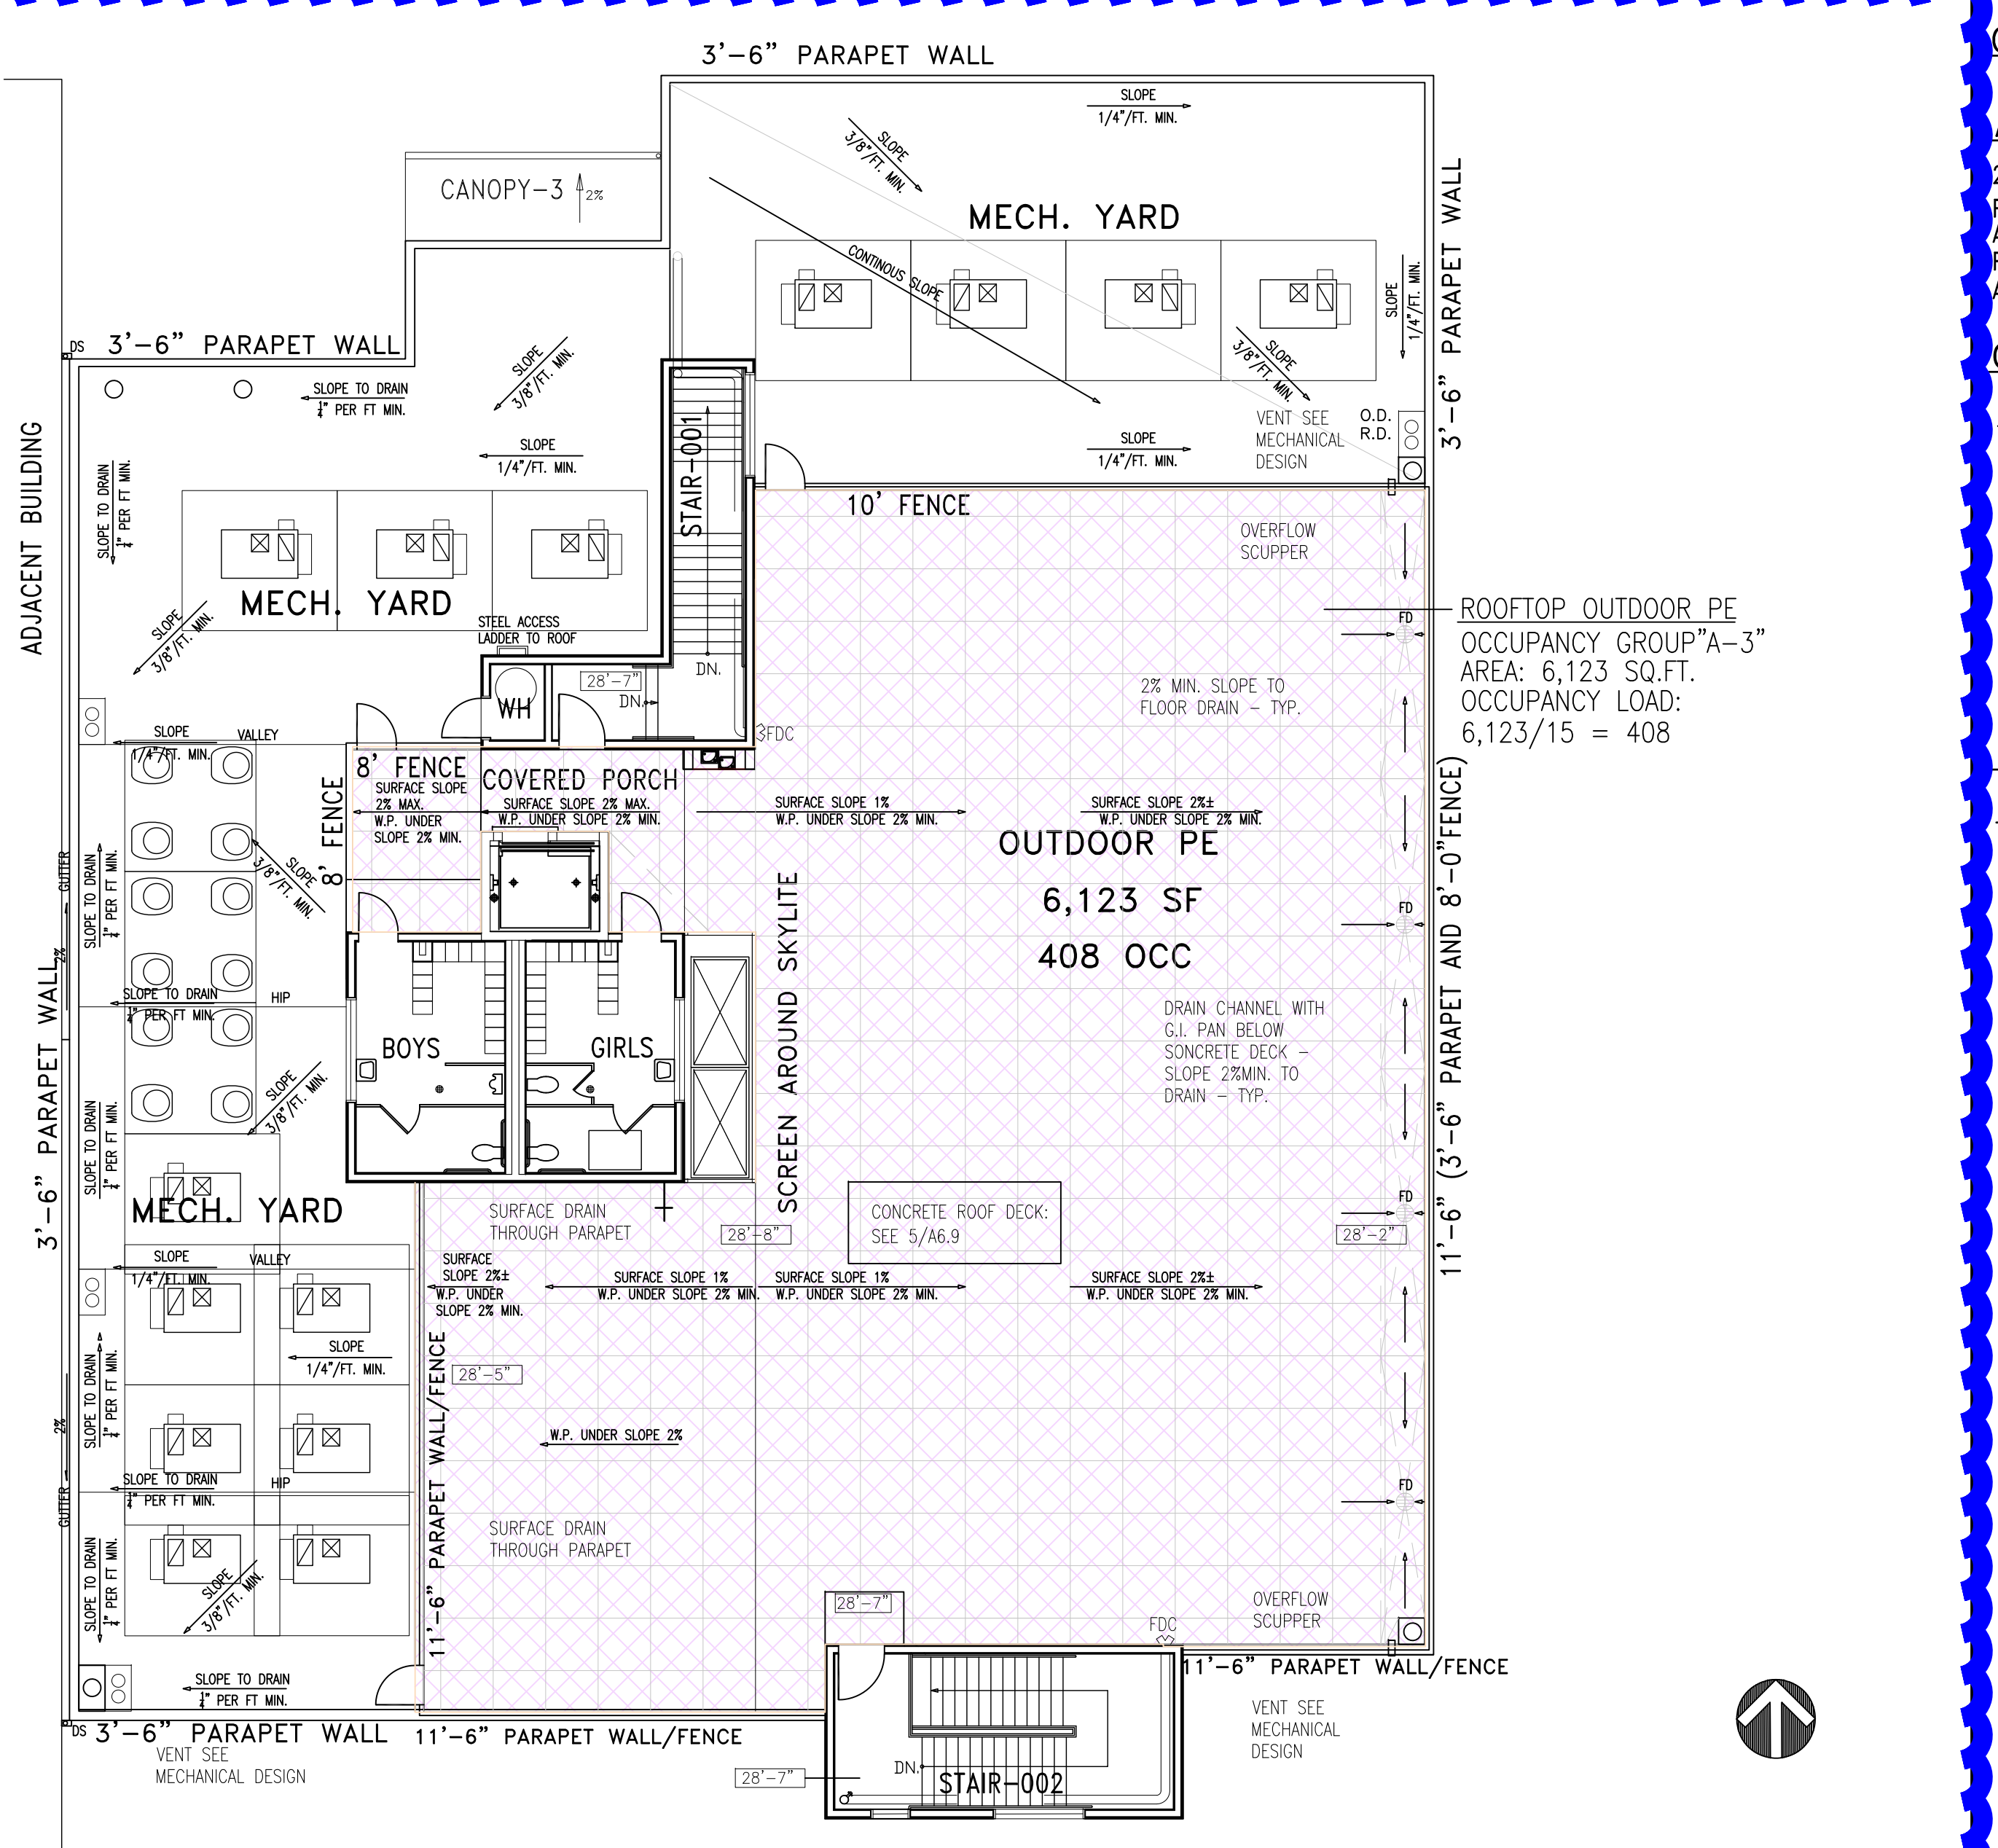 3'-6" PARAPET WALL
SLOPE
1/4"/FT. MIN.
SLOPE
3/8"/FT. MIN.
CANOPY-3
2%
MECH. YARD
3'-6" PARAPET WALL
CONTINOUS SLOPE
SLOPE
1/4"/FT. MIN.
DS
3'-6" PARAPET WALL
SLOPE
3/8"/FT. MIN.
SLOPE
3/8"/FT. MIN.
SLOPE TO DRAIN
1/4" PER FT MIN.
VENT SEE
MECHANICAL
DESIGN
O.D.
R.D.
SLOPE
1/4"/FT. MIN.
SLOPE
1/4"/FT. MIN.
STAIR-001
ADJACENT BUILDING
SLOPE TO DRAIN
1/4" PER FT MIN.
10' FENCE
OVERFLOW
SCUPPER
MECH. YARD
SLOPE
3/8"/FT. MIN.
STEEL ACCESS
LADDER TO ROOF
FD
ROOFTOP OUTDOOR PE
OCCUPANCY GROUP"A-3"
AREA: 6,123 SQ.FT.
OCCUPANCY LOAD:
6,123/15 = 408
DN.
28'-7"
DN.
WH
2% MIN. SLOPE TO
FLOOR DRAIN - TYP.
FDC
SLOPE
1/4"/FT. MIN.
VALLEY
8' FENCE
COVERED PORCH
8' FENCE
SURFACE SLOPE
2% MAX.
W.P. UNDER
SLOPE 2% MIN.
SURFACE SLOPE 2% MAX.
W.P. UNDER SLOPE 2% MIN.
SURFACE SLOPE 1%
W.P. UNDER SLOPE 2% MIN.
SURFACE SLOPE 2%±
W.P. UNDER SLOPE 2% MIN.
OUTDOOR PE
6,123 SF
408 OCC
11'-6" (3'-6" PARAPET AND 8'-0"FENCE)
GUTTER
2%
SLOPE TO DRAIN
1/4" PER FT MIN.
SLOPE
3/8"/FT. MIN.
FD
SCREEN AROUND SKYLITE
3'-6" PARAPET WALL
SLOPE TO DRAIN
1/4" PER FT MIN.
HIP
DRAIN CHANNEL WITH
G.I. PAN BELOW
SONCRETE DECK -
SLOPE 2%MIN. TO
DRAIN - TYP.
BOYS
GIRLS
SLOPE
3/8"/FT. MIN.
SLOPE TO DRAIN
1/4" PER FT MIN.
MECH. YARD
SURFACE DRAIN
THROUGH PARAPET
28'-8"
CONCRETE ROOF DECK:
SEE 5/A6.9
FD
28'-2"
SLOPE
1/4"/FT. MIN.
VALLEY
SURFACE
SLOPE 2%±
W.P. UNDER
SLOPE 2% MIN.
SURFACE SLOPE 1%
W.P. UNDER SLOPE 2% MIN.
SURFACE SLOPE 1%
W.P. UNDER SLOPE 2% MIN.
SURFACE SLOPE 2%±
W.P. UNDER SLOPE 2% MIN.
SLOPE
1/4"/FT. MIN.
SLOPE TO DRAIN
1/4" PER FT MIN.
28'-5"
11'-6" PARAPET WALL/FENCE
2%
GUTTER
W.P. UNDER SLOPE 2%
SLOPE TO DRAIN
1/4" PER FT MIN.
HIP
FD
SURFACE DRAIN
THROUGH PARAPET
SLOPE TO DRAIN
1/4" PER FT MIN.
SLOPE
3/8"/FT. MIN.
28'-7"
OVERFLOW
SCUPPER
FDC
11'-6" PARAPET WALL/FENCE
SLOPE TO DRAIN
1/4" PER FT MIN.
DS
3'-6" PARAPET WALL
11'-6" PARAPET WALL/FENCE
VENT SEE
MECHANICAL DESIGN
VENT SEE
MECHANICAL
DESIGN
28'-7"
DN.
STAIR-002